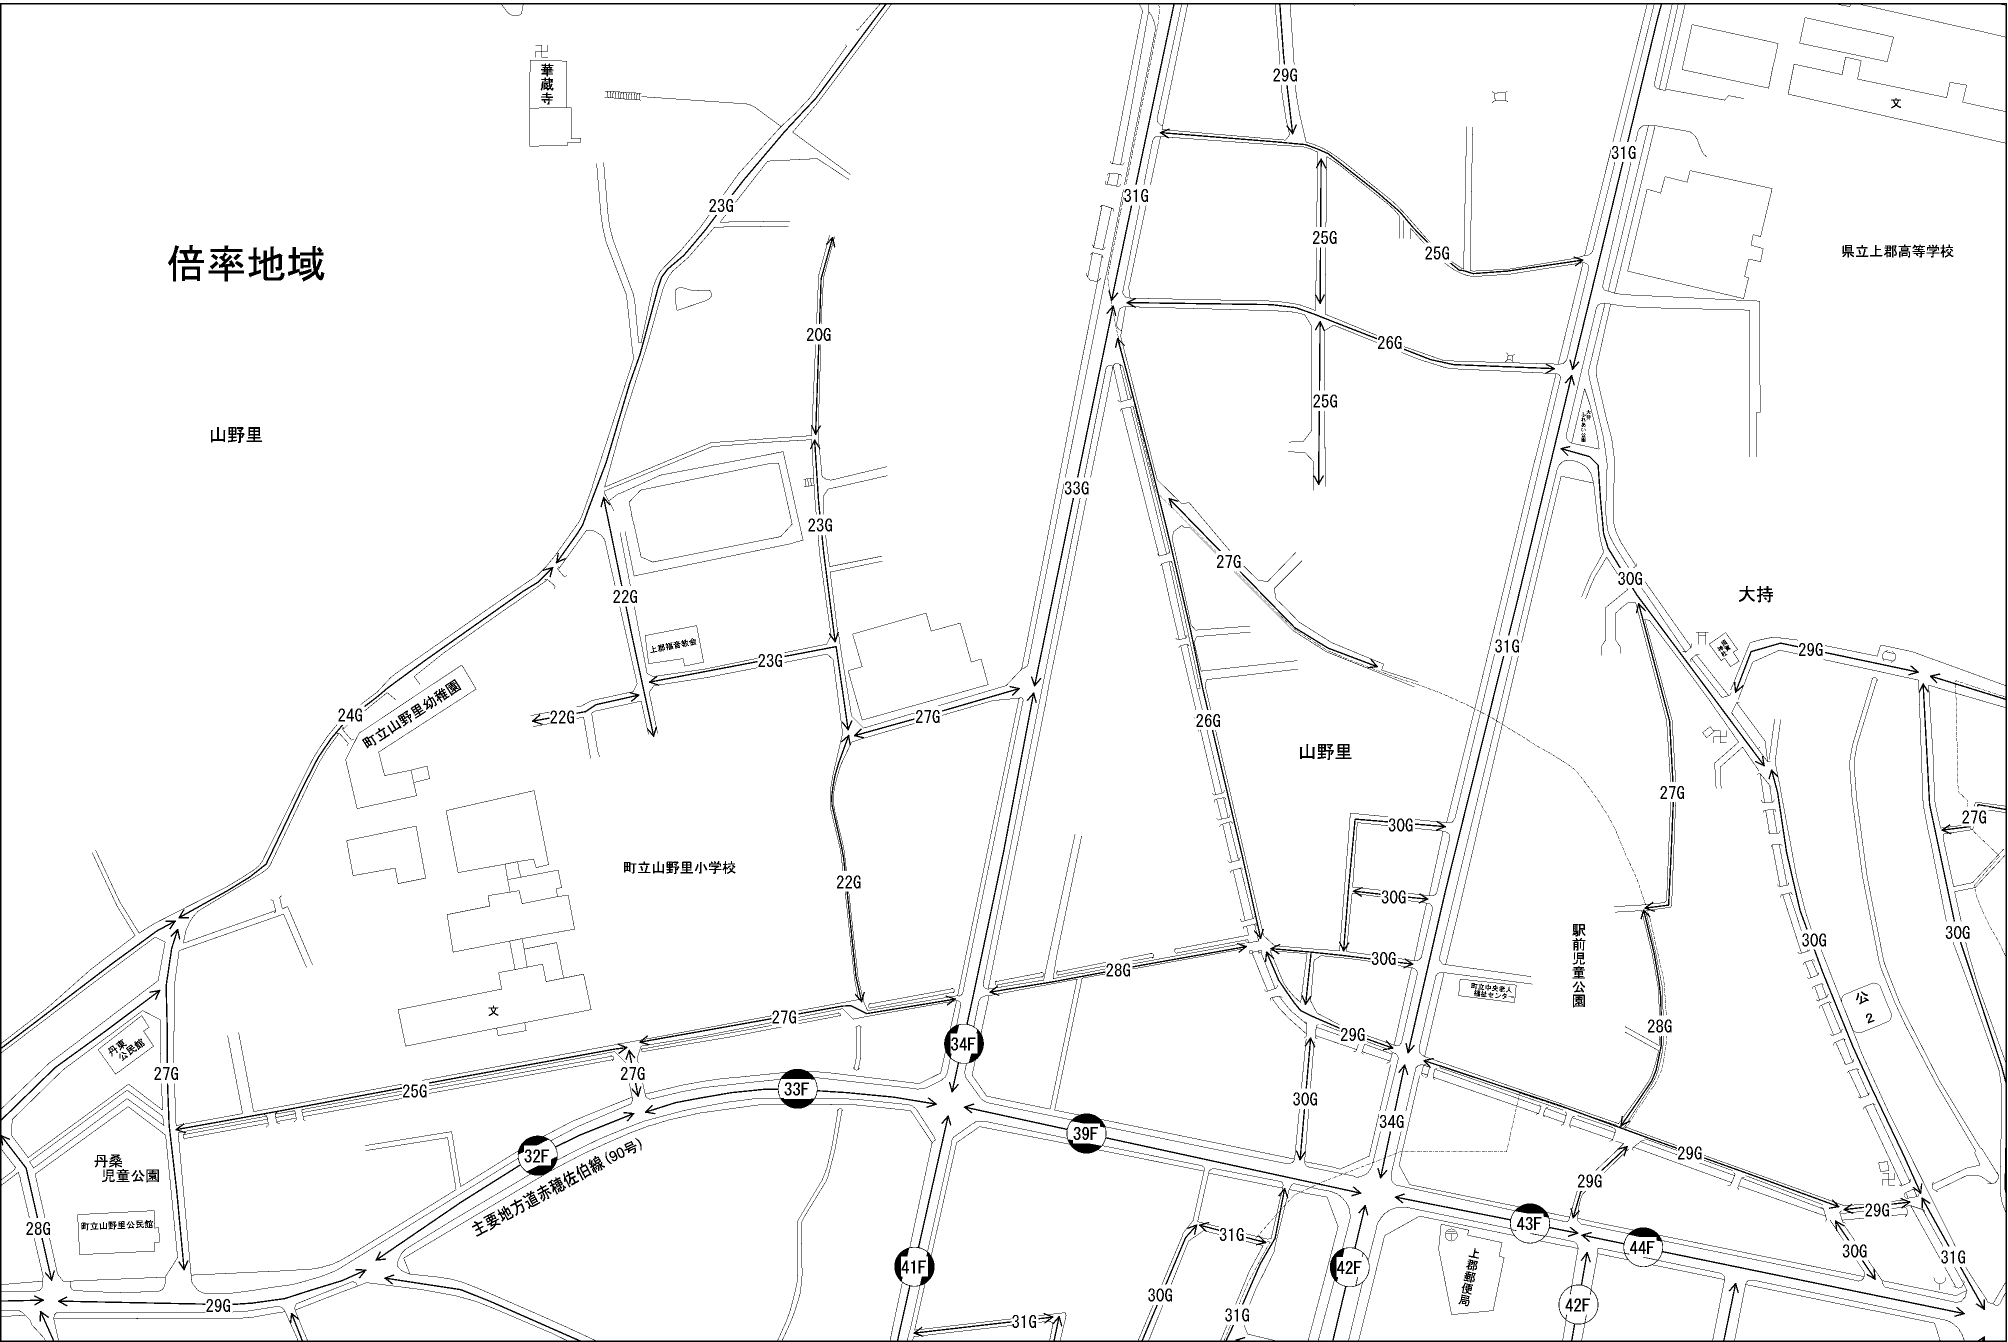 華蔵寺
29G
文
31G
31G
23G
25G
25G
県立上郡高等学校
倍率地域
20G
26G
25G
大持
ふれあい公園
山野里
33G
23G
27G
30G
大持
22G
上郡福音教会
31G
29G
23G
24G
町立山野里幼稚園
22G
27G
26G
山野里
27G
27G
30G
町立山野里小学校
22G
30G
30G
30G
駅前児童公園
30G
28G
町立中央老人
福祉センター
公
2
文
27G
28G
34F
29G
丹東
公民館
27G
27G
25G
33F
30G
34G
39F
32F
29G
主要地方道赤穂佐伯線(90号)
丹桑
児童公園
29G
28G
町立山野里公民館
29G
31G
43F
44F
30G
31G
41F
42F
上郡郵便局
29G
30G
31G
31G
42F